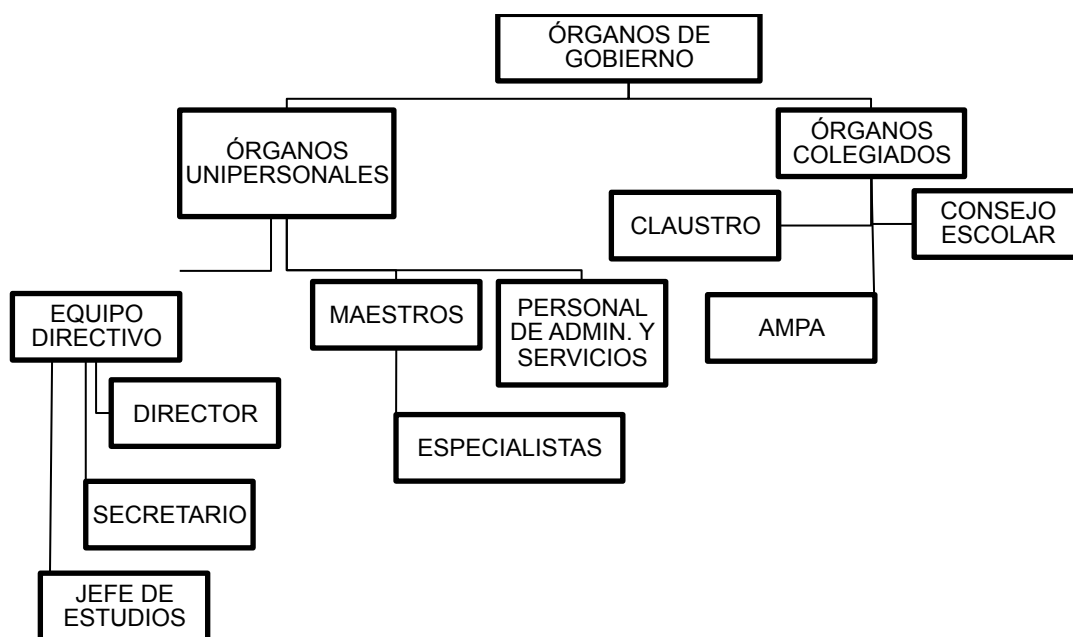 ÓRGANOS DE
GOBIERNO
ÓRGANOS
UNIPERSONALES
ÓRGANOS
COLEGIADOS
CLAUSTRO
CONSEJO
ESCOLAR
EQUIPO
DIRECTIVO
MAESTROS
PERSONAL
DE ADMIN. Y
SERVICIOS
AMPA
DIRECTOR
ESPECIALISTAS
SECRETARIO
JEFE DE
ESTUDIOS